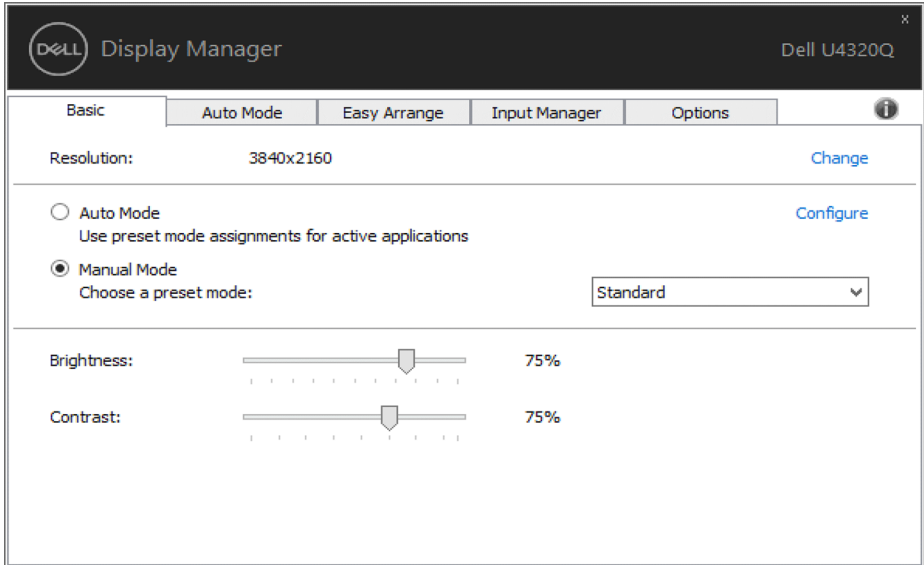 x
DELL Display Manager Dell U4320Q
Basic Auto Mode Easy Arrange Input Manager Options i
Resolution: 3840x2160 Change
Auto Mode Configure
Use preset mode assignments for active applications
Manual Mode
Choose a preset mode: Standard
Brightness: 75%
Contrast: 75%